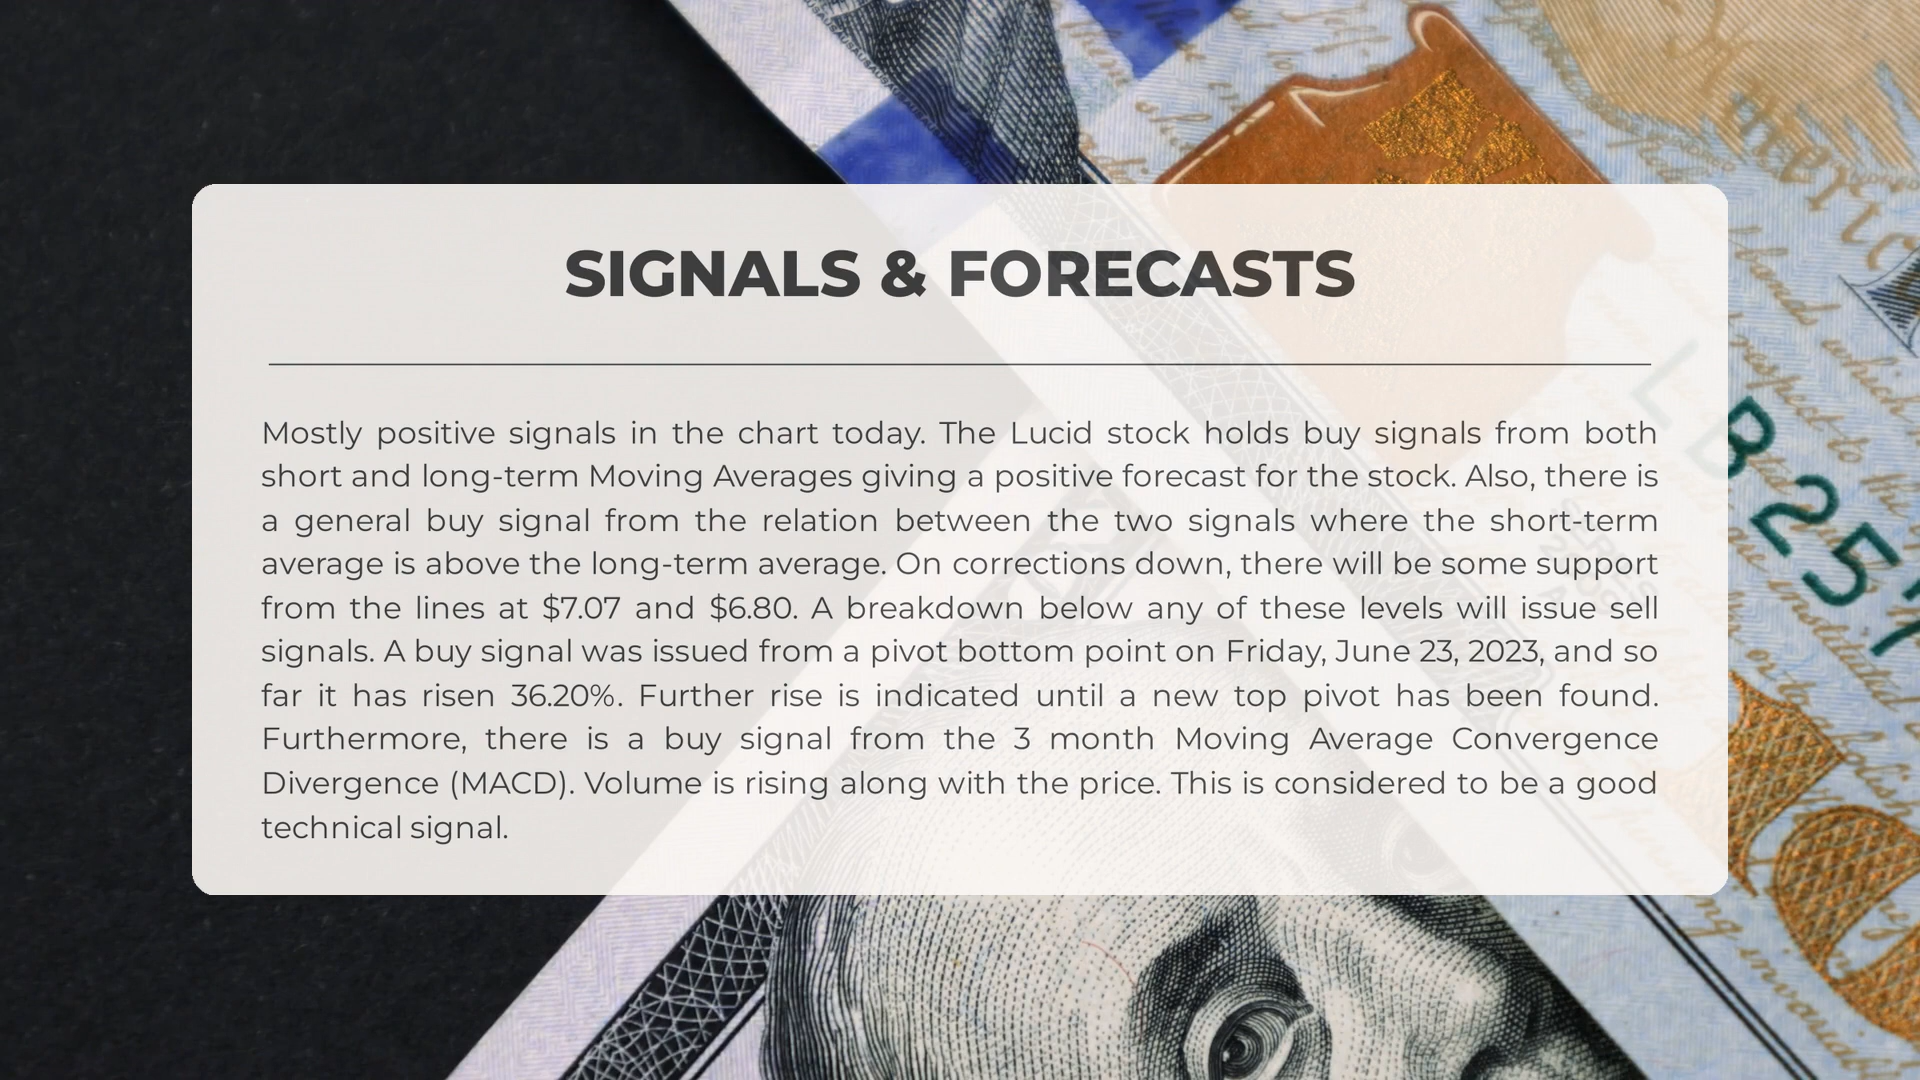 SIGNALS & FORECASTS
Mostly positive signals in the chart today. The Lucid stock holds buy signals from both
short and long-term Moving Averages giving a positive forecast for the stock. Also, there is
a general buy signal from the relation between the two signals where the short-term
average is above the long-term average. On corrections down, there will be some support
from the lines at $7.07 and $6.80. A breakdown below any of these levels will issue sell
signals. A buy signal was issued from a pivot bottom point on Friday, June 23, 2023, and so
far it has risen 36.20%. Further rise is indicated until a new top pivot has been found.
Furthermore, there is a buy signal from the 3 month Moving Average Convergence
Divergence (MACD). Volume is rising along with the price. This is considered to be a good
technical signal.
LB25